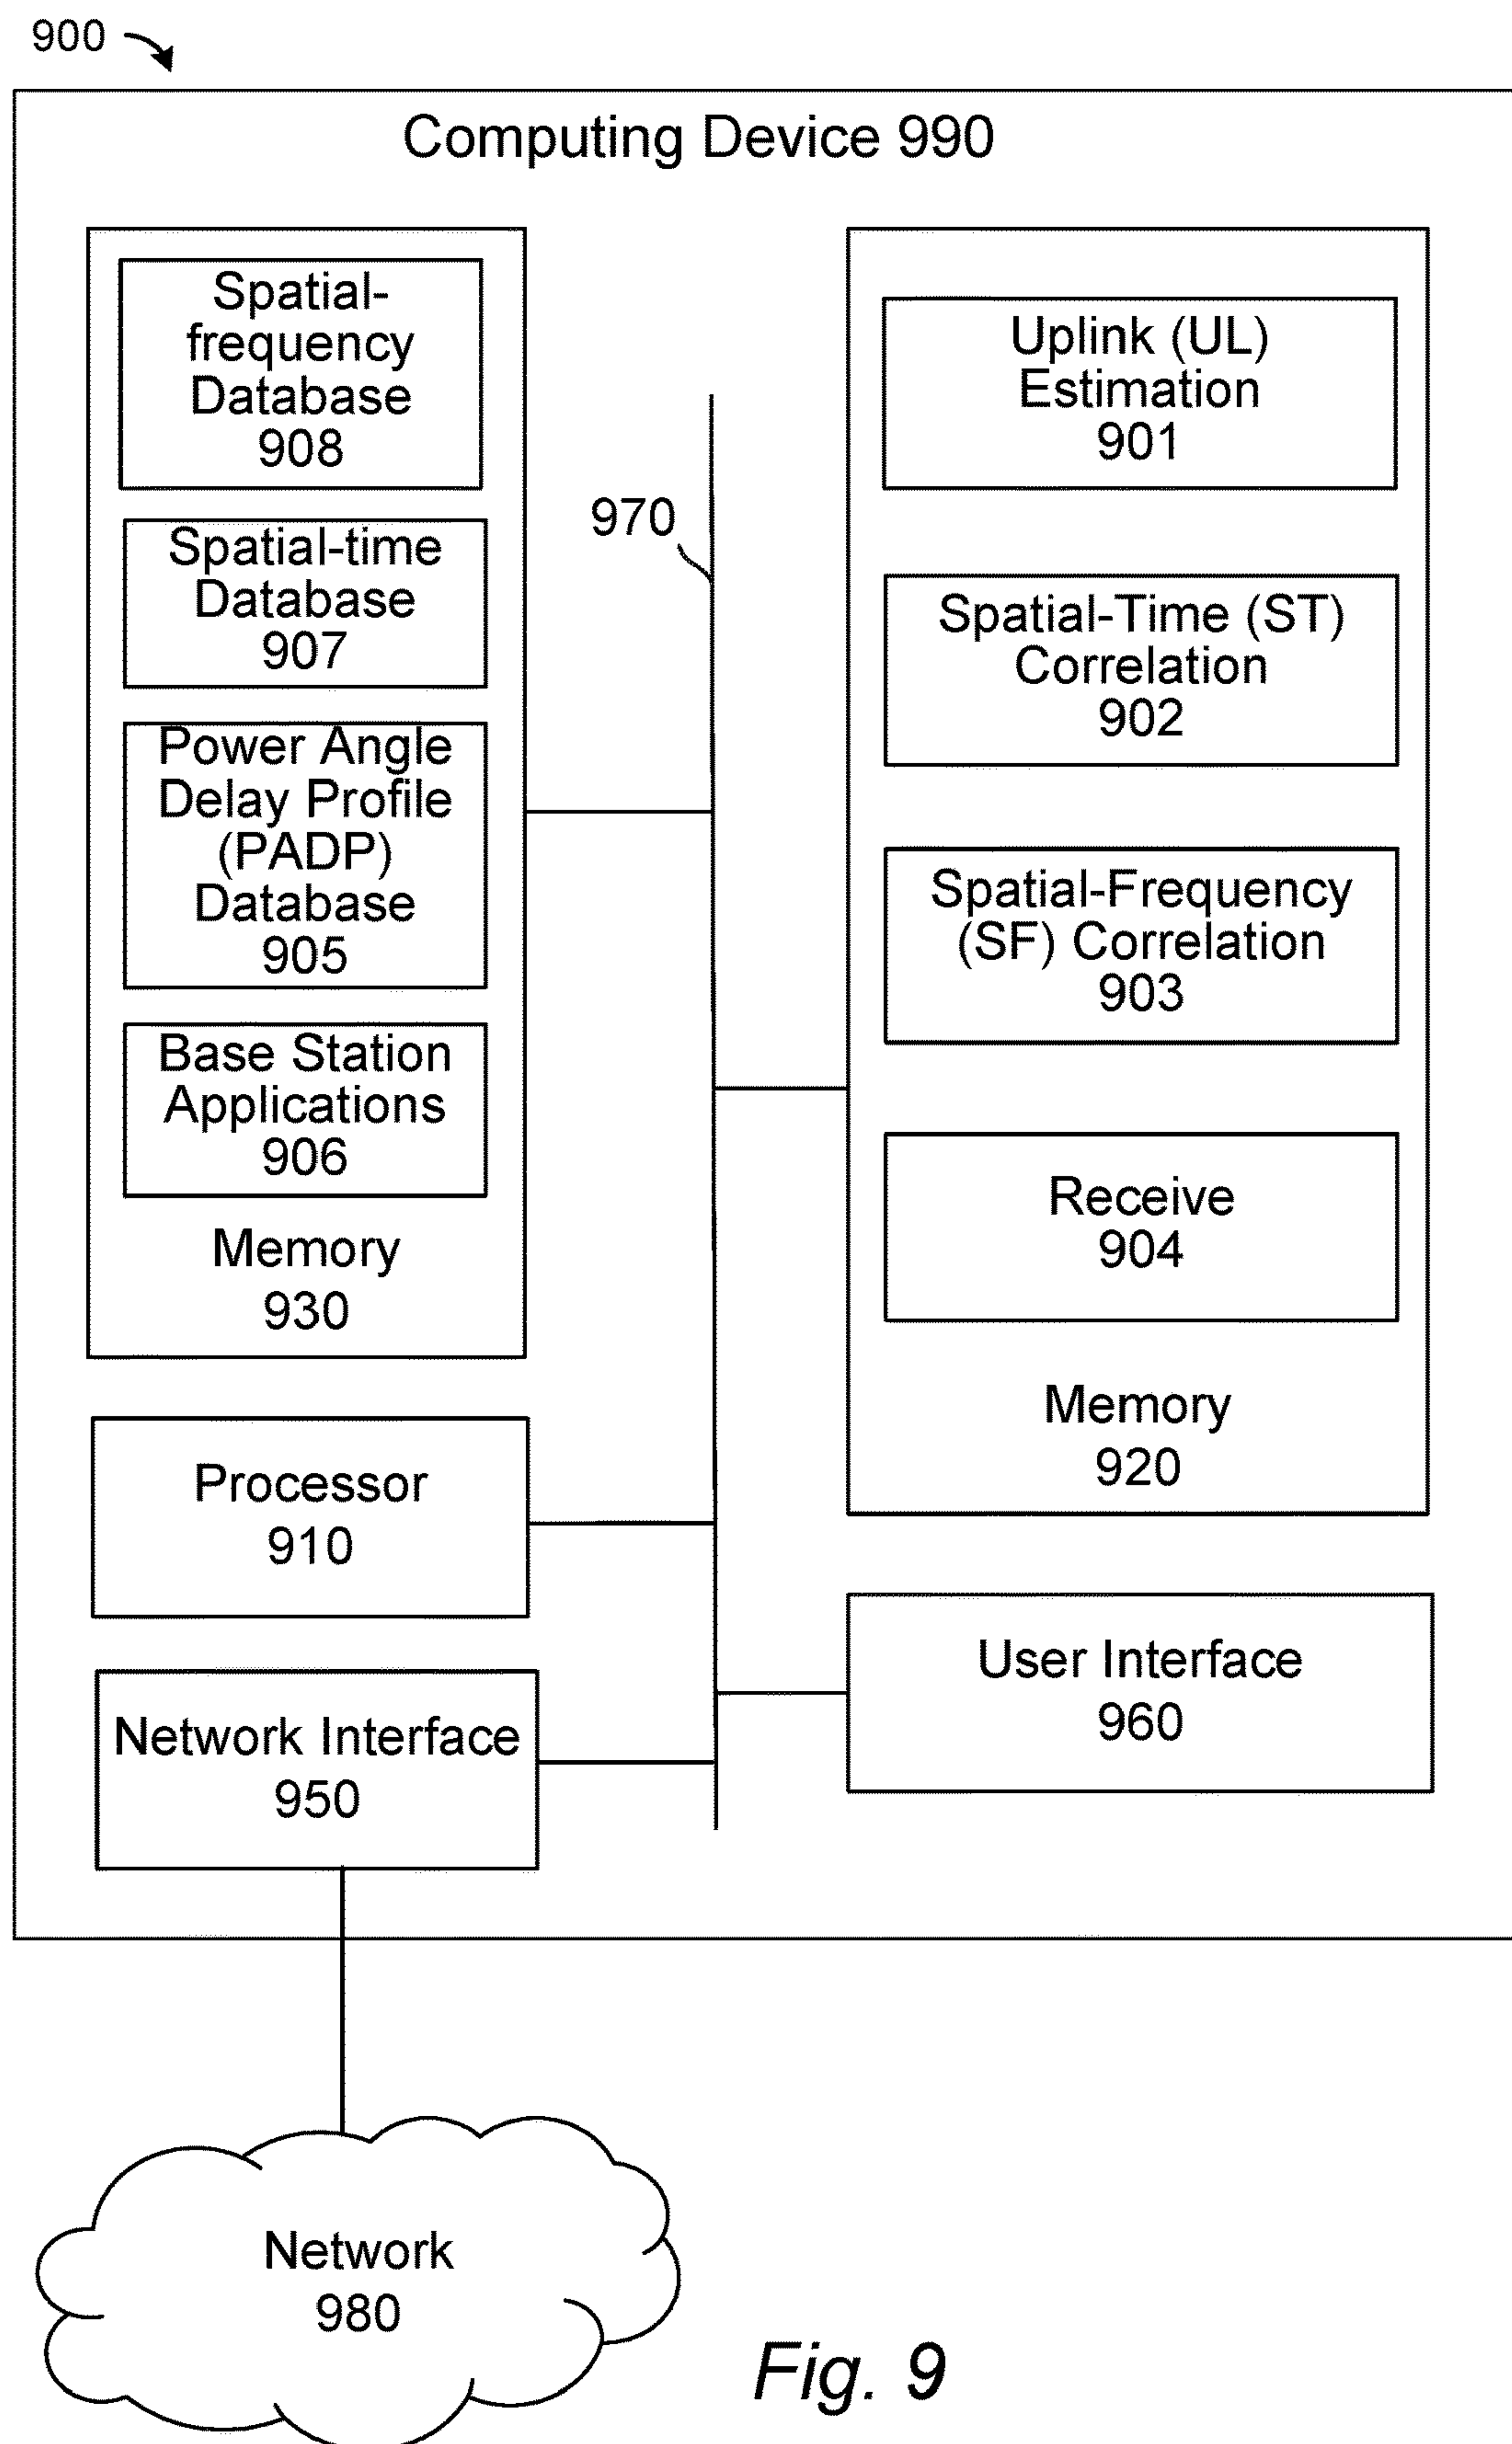 900
Computing Device 990
Spatial-
frequency
Database
908
Spatial-time
Database
907
Power Angle
Delay Profile
(PADP)
Database
905
Base Station
Applications
906
Memory
930
Processor
910
Network Interface
950
970
Uplink (UL)
Estimation
901
Spatial-Time (ST)
Correlation
902
Spatial-Frequency
(SF) Correlation
903
Receive
904
Memory
920
User Interface
960
Network
980
Fig. 9